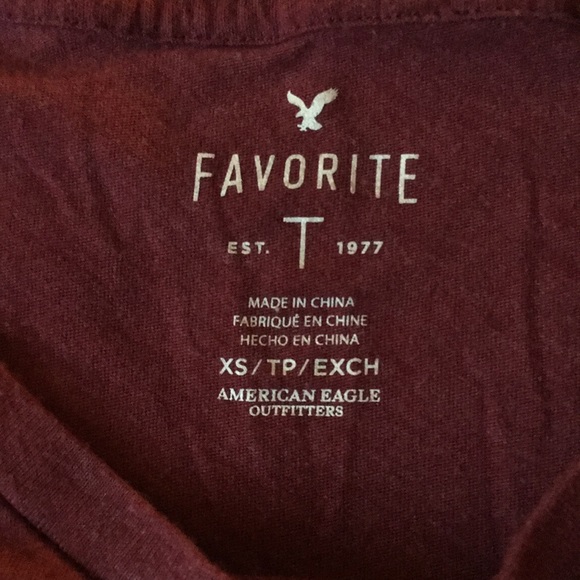 FAVORITE
EST. T 1977
MADE IN CHINA
FABRIQUÉ EN CHINE
HECHO EN CHINA
XS/TP/EXCH
AMERICAN EAGLE
OUTFITTERS